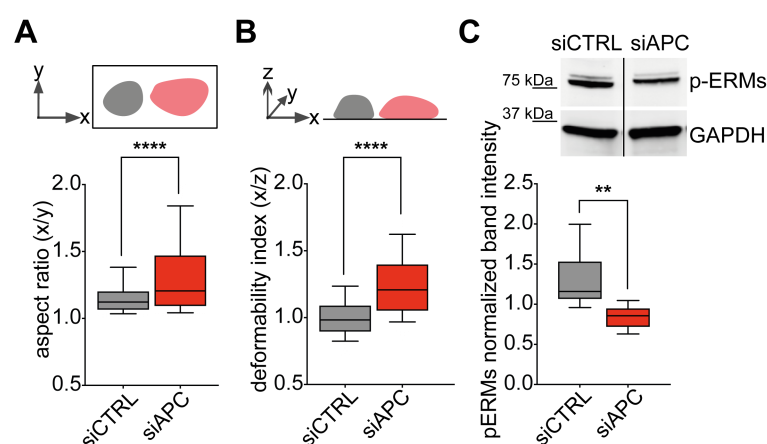 A
y
x
****
aspect ratio (x/y)
2.0
1.5
1.0
0.5
siCTRL
siAPC
B
z
y
x
****
deformability index (x/z)
2.0
1.5
1.0
0.5
siCTRL
siAPC
C
siCTRL siAPC
75 kDa
p-ERMs
37 kDa
GAPDH
**
pERMs normalized band intensity
2.5
2.0
1.5
1.0
0.5
0.0
siCTRL
siAPC